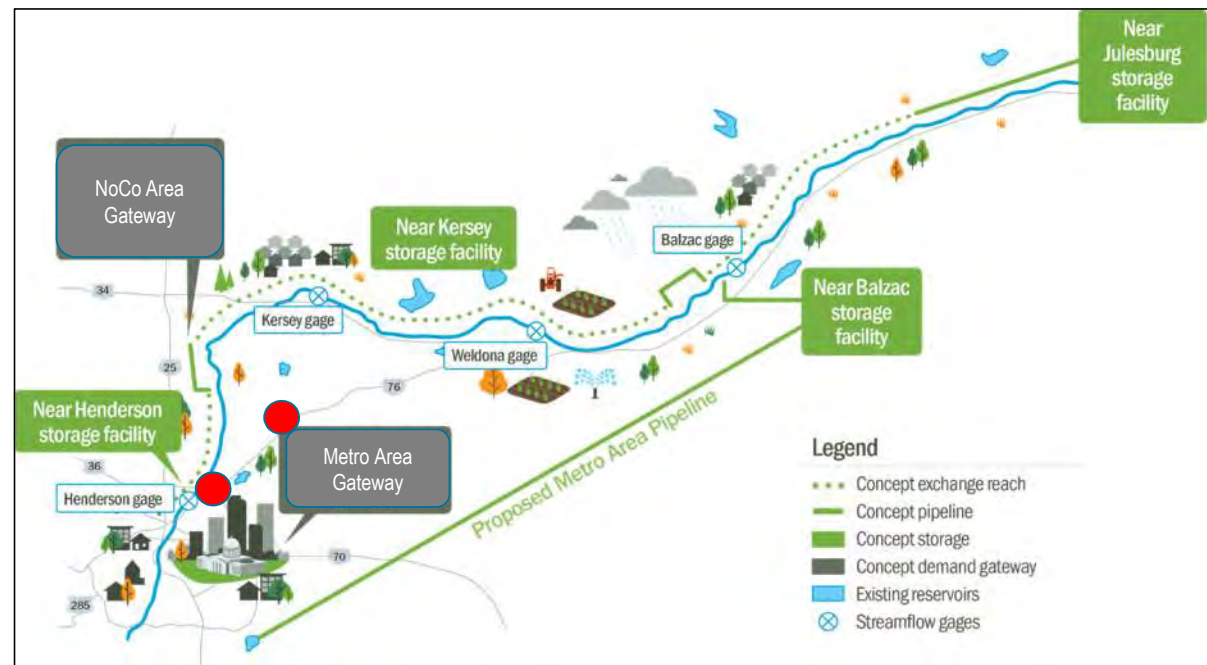 Near
Julesburg
storage
facility
NoCo Area
Gateway
Near Kersey
storage facility
Balzac gage
34
Kersey gage
Near Balzac
storage
facility
Weldona gage
25
76
Near Henderson
storage facility
Proposed Metro Area Pipeline
Metro Area
Gateway
36
Henderson gage
70
285
Legend
Concept exchange reach
Concept pipeline
Concept storage
Concept demand gateway
Existing reservoirs
Streamflow gages